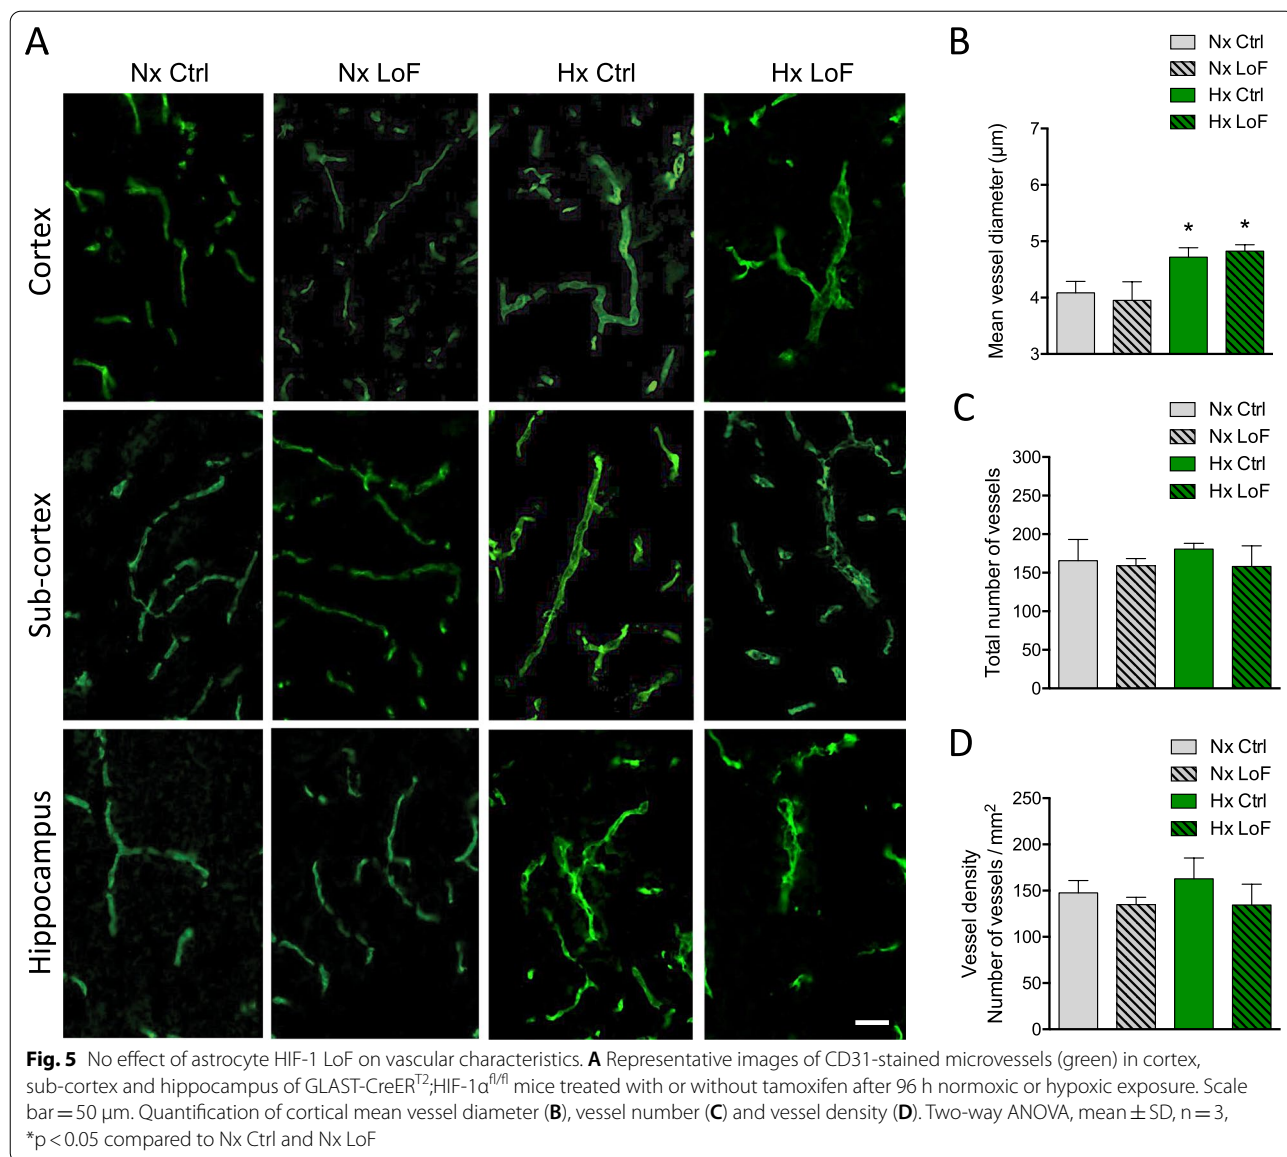 A
Nx Ctrl Nx LoF Hx Ctrl Hx LoF
Cortex
Sub-cortex
Hippocampus
B
Nx Ctrl
Nx LoF
Hx Ctrl
Hx LoF
Mean vessel diameter (µm)
7
6
5
4
3
* *
C
Nx Ctrl
Nx LoF
Hx Ctrl
Hx LoF
Total number of vessels
300
250
200
150
100
50
0
D
Nx Ctrl
Nx LoF
Hx Ctrl
Hx LoF
Vessel density
Number of vessels / mm²
250
200
150
100
50
0
Fig. 5 No effect of astrocyte HIF-1 LoF on vascular characteristics. A Representative images of CD31-stained microvessels (green) in cortex,
sub-cortex and hippocampus of GLAST-CreERT2;HIF-1αfl/fl mice treated with or without tamoxifen after 96 h normoxic or hypoxic exposure. Scale
bar = 50 µm. Quantification of cortical mean vessel diameter (B), vessel number (C) and vessel density (D). Two-way ANOVA, mean ± SD, n = 3,
*p < 0.05 compared to Nx Ctrl and Nx LoF